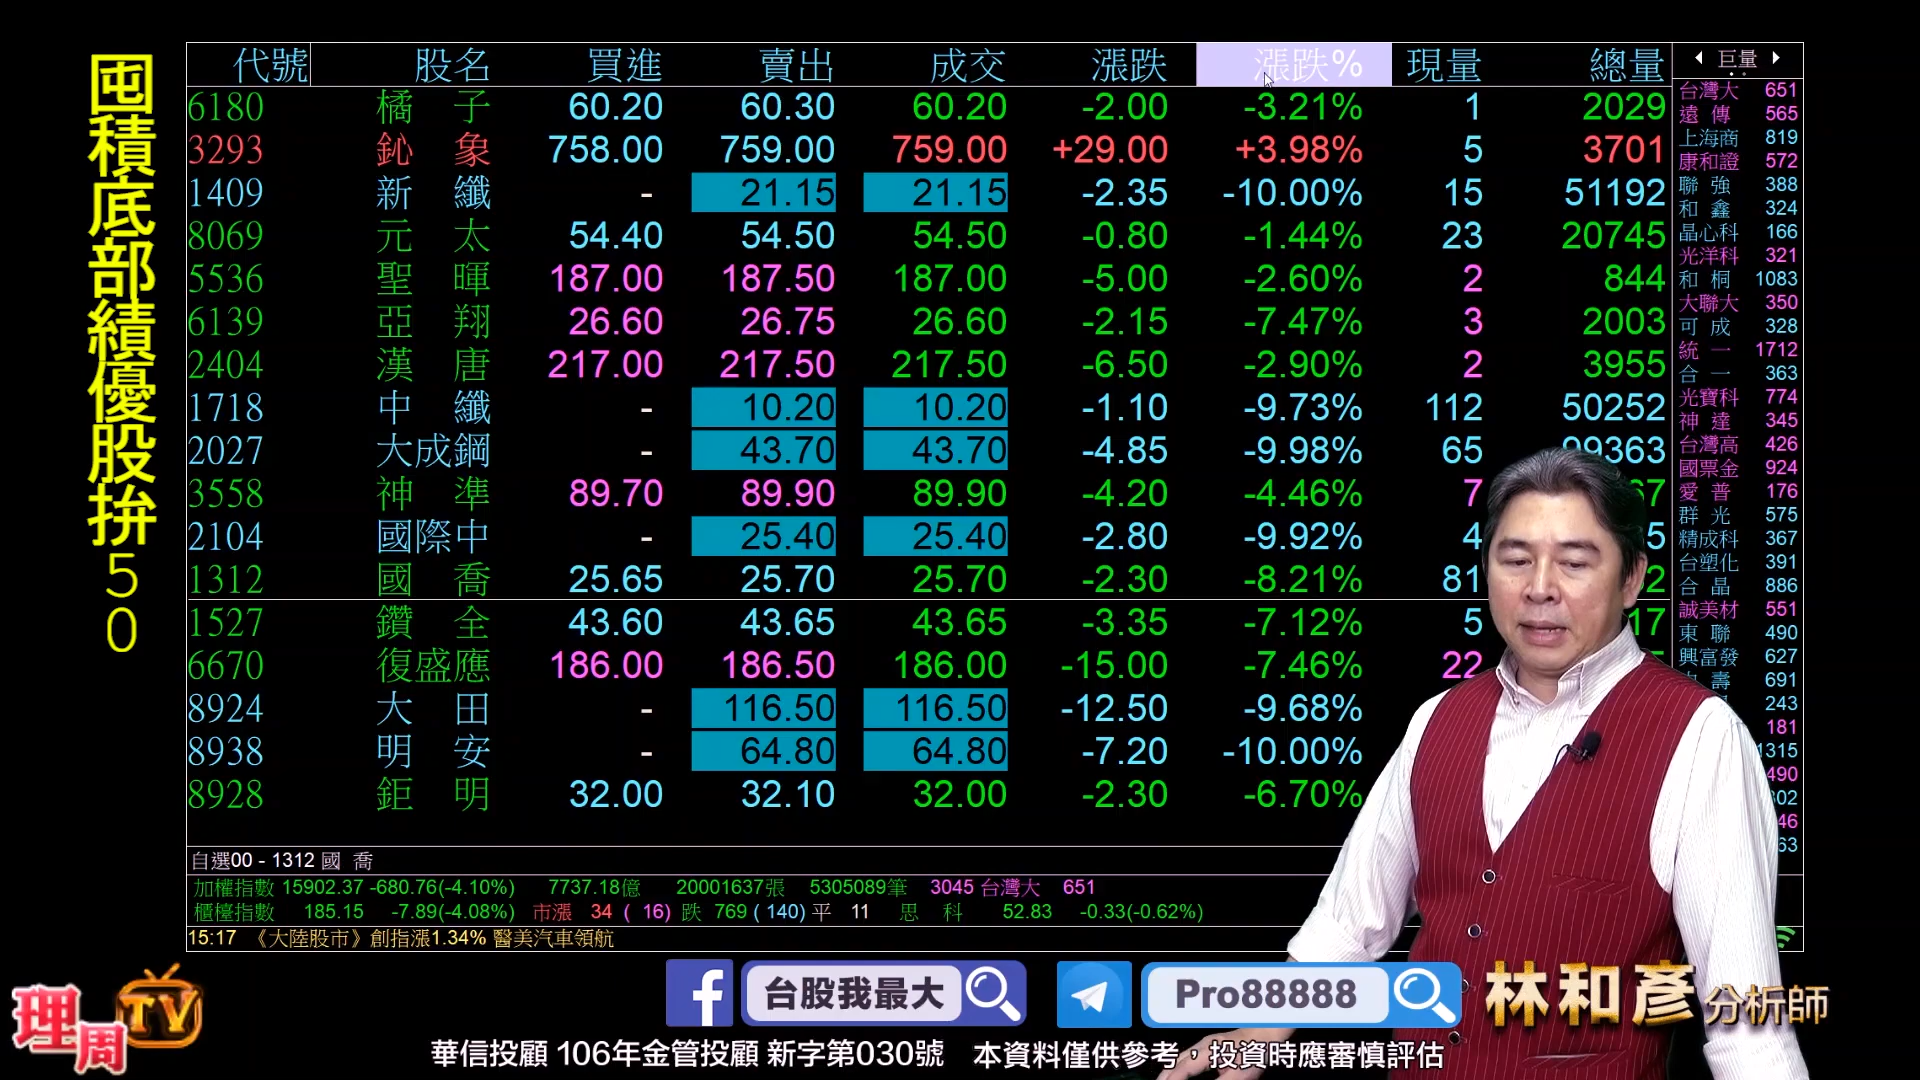 囤積底部績優股拚50
代號 股名 買進 賣出 成交 漲跌 漲跌% 現量 總量
6180 橘子 60.20 60.30 60.20 -2.00 -3.21% 1 2029
3293 鈊象 758.00 759.00 759.00 +29.00 +3.98% 5 3701
1409 新纖 - 21.15 21.15 -2.35 -10.00% 15 51192
8069 元太 54.40 54.50 54.50 -0.80 -1.44% 23 20745
5536 聖暉 187.00 187.50 187.00 -5.00 -2.60% 2 844
6139 亞翔 26.60 26.75 26.60 -2.15 -7.47% 3 2003
2404 漢唐 217.00 217.50 217.50 -6.50 -2.90% 2 3955
1718 中纖 - 10.20 10.20 -1.10 -9.73% 112 50252
2027 大成鋼 - 43.70 43.70 -4.85 -9.98% 65 99363
3558 神準 89.70 89.90 89.90 -4.20 -4.46% 7
2104 國際中 - 25.40 25.40 -2.80 -9.92% 4
1312 國喬 25.65 25.70 25.70 -2.30 -8.21% 81
1527 鑽全 43.60 43.65 43.65 -3.35 -7.12% 5
6670 復盛應 186.00 186.50 186.00 -15.00 -7.46% 22
8924 大田 - 116.50 116.50 -12.50 -9.68%
8938 明安 - 64.80 64.80 -7.20 -10.00%
8928 鉅明 32.00 32.10 32.00 -2.30 -6.70%
巨量
台灣大 651
遠傳 565
上海商 819
康和證 572
聯強 388
和鑫 324
晶心科 166
光洋科 321
和桐 1083
大聯大 350
可成 328
統一 1712
合一 363
光寶科 774
神達 345
台灣高 426
國票金 924
愛普 176
群光 575
精成科 367
台塑化 391
合晶 886
誠美材 551
東聯 490
興富發 627
壽 691
243
181
1315
490
自選00 - 1312 國喬
加權指數 15902.37 -680.76(-4.10%) 7737.18億 20001637張 5305089筆 3045 台灣大 651
櫃檯指數 185.15 -7.89(-4.08%) 市漲 34 ( 16) 跌 769 (140) 平 11 思科 52.83 -0.33(-0.62%)
15:17 《大陸股市》創指漲1.34% 醫美汽車領航
理周TV
f 台股我最大
Pro88888
林和彥 分析師
華信投顧 106年金管投顧 新字第030號 本資料僅供參考，投資時應審慎評估